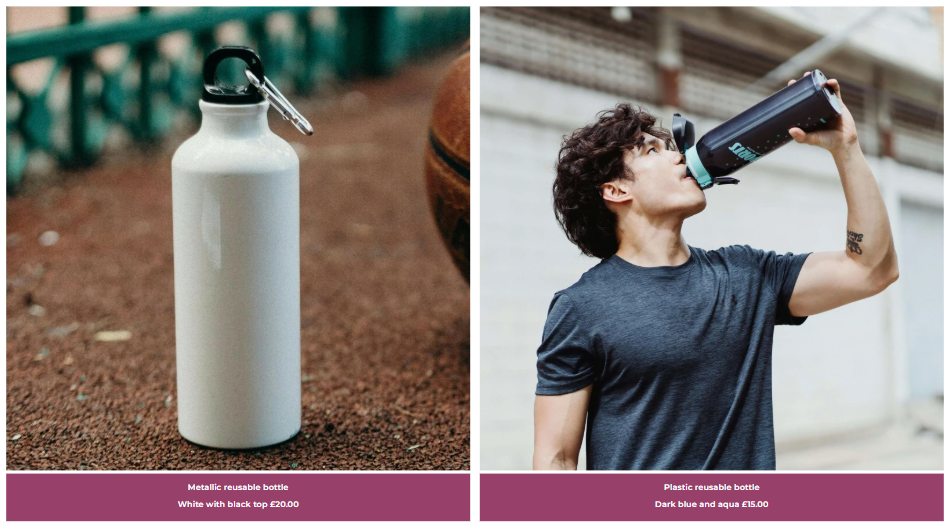 Metallic reusable bottle
White with black top £20.00
Plastic reusable bottle
Dark blue and aqua £15.00